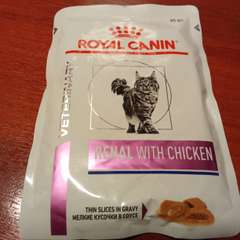 ROYAL CANIN
VETERINARY
RENAL WITH CHICKEN
THIN SLICES IN GRAVY
МЕЛКИЕ КУСОЧКИ В СОУСЕ